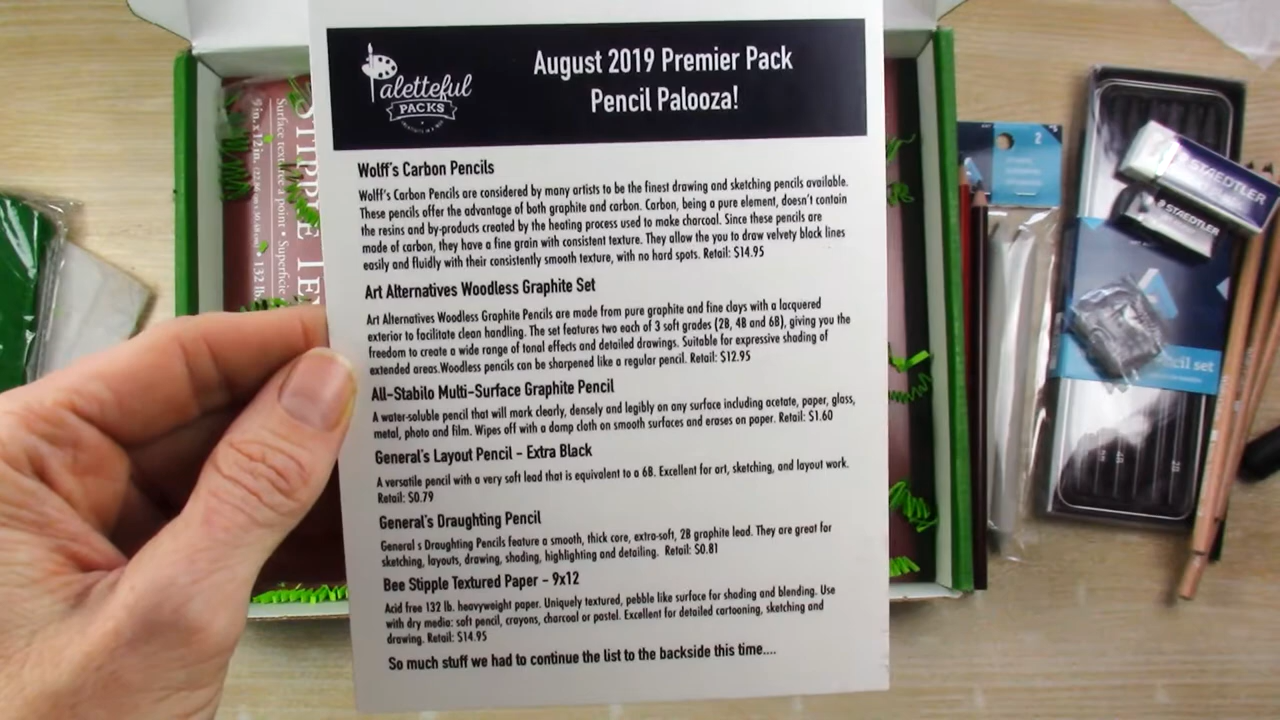 Paletteful
PACKS
August 2019 Premier Pack
Pencil Palooza!
Wolff's Carbon Pencils
Wolff's Carbon Pencils are considered by many artists to be the finest drawing and sketching pencils available.
These pencils offer the advantage of both graphite and carbon. Carbon, being a pure element, doesn't contain
the resins and by-products created by the heating process used to make charcoal. Since these pencils are
made of carbon, they have a fine grain with consistent texture. They allow the you to draw velvety black lines
easily and fluidly with their consistently smooth texture, with no hard spots. Retail: $14.95
Art Alternatives Woodless Graphite Set
Art Alternatives Woodless Graphite Pencils are made from pure graphite and fine clays with a lacquered
exterior to facilitate clean handling. The set features two each of 3 soft grades (2B, 4B and 6B), giving you the
freedom to create a wide range of tonal effects and detailed drawings. Suitable for expressive shading of
extended areas.Woodless pencils can be sharpened like a regular pencil. Retail: $12.95
All-Stabilo Multi-Surface Graphite Pencil
A water-soluble pencil that will mark clearly, densely and legibly on any surface including acetate, paper, glass,
metal, photo and film. Wipes off with a damp cloth on smooth surfaces and erases on paper. Retail: $1.60
General's Layout Pencil - Extra Black
A versatile pencil with a very soft lead that is equivalent to a 6B. Excellent for art, sketching, and layout work.
Retail: $0.79
General's Draughting Pencil
General s Draughting Pencils feature a smooth, thick core, extra-soft, 2B graphite lead. They are great for
sketching, layouts, drawing, shading, highlighting and detailing. Retail: $0.81
Bee Stipple Textured Paper - 9x12
Acid free 132 lb. heavyweight paper. Uniquely textured, pebble like surface for shading and blending. Use
with dry media: soft pencil, crayons, charcoal or pastel. Excellent for detailed cartooning, sketching and
drawing. Retail: $14.95
So much stuff we had to continue the list to the backside this time....
STIPPLE TE
Surface texturée à point • Superficie
9 in. x 12 in.
132 lb
2
STAEDTLER
STAEDTLER
cil set
4B
2B